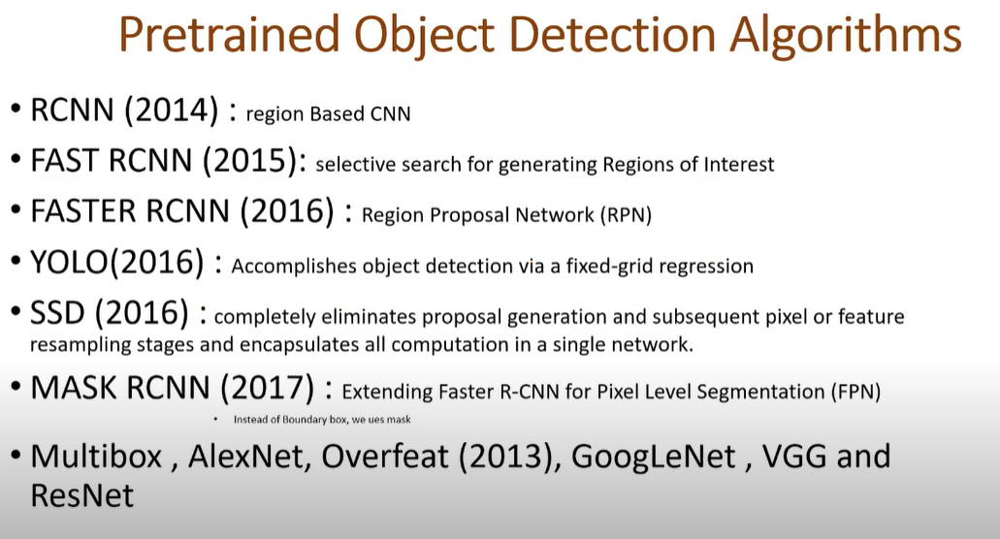 Pretrained Object Detection Algorithms
• RCNN (2014) : region Based CNN
• FAST RCNN (2015): selective search for generating Regions of Interest
• FASTER RCNN (2016) : Region Proposal Network (RPN)
• YOLO(2016) : Accomplishes object detection via a fixed-grid regression
• SSD (2016) : completely eliminates proposal generation and subsequent pixel or feature
resampling stages and encapsulates all computation in a single network.
• MASK RCNN (2017) : Extending Faster R-CNN for Pixel Level Segmentation (FPN)
• Instead of Boundary box, we ues mask
• Multibox , AlexNet, Overfeat (2013), GoogLeNet , VGG and
ResNet